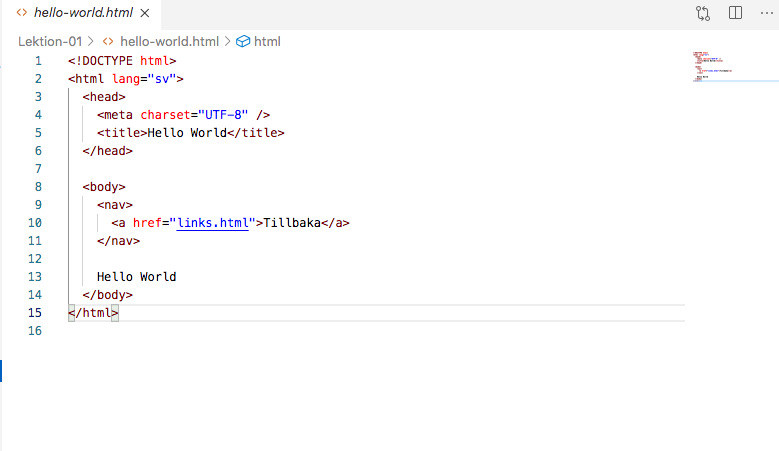 hello-world.html
Lektion-01 > hello-world.html > html
1 <!DOCTYPE html>
2 <html lang="sv">
3 <head>
4 <meta charset="UTF-8" />
5 <title>Hello World</title>
6 </head>
7
8 <body>
9 <nav>
10 <a href="links.html">Tillbaka</a>
11 </nav>
12
13 Hello World
14 </body>
15 </html>
16